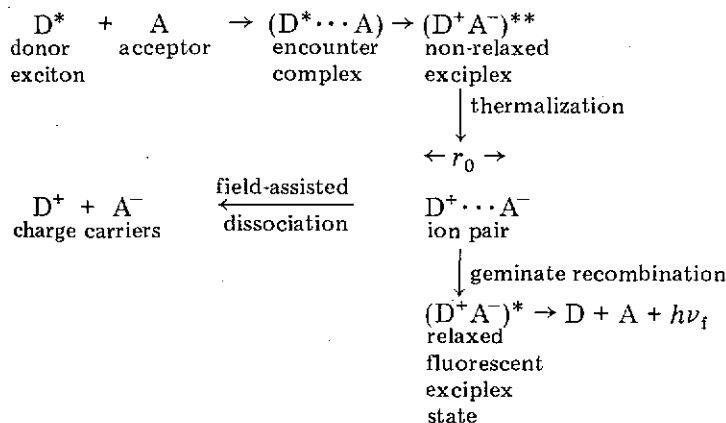 D* + A → (D*···A) → (D⁺A⁻)**
donor acceptor encounter non-relaxed
exciton complex exciplex
thermalization
← r₀ →
field-assisted
D⁺ + A⁻ ← D⁺···A⁻
charge carriers dissociation ion pair
geminate recombination
(D⁺A⁻)* → D + A + hν_f
relaxed
fluorescent
exciplex
state